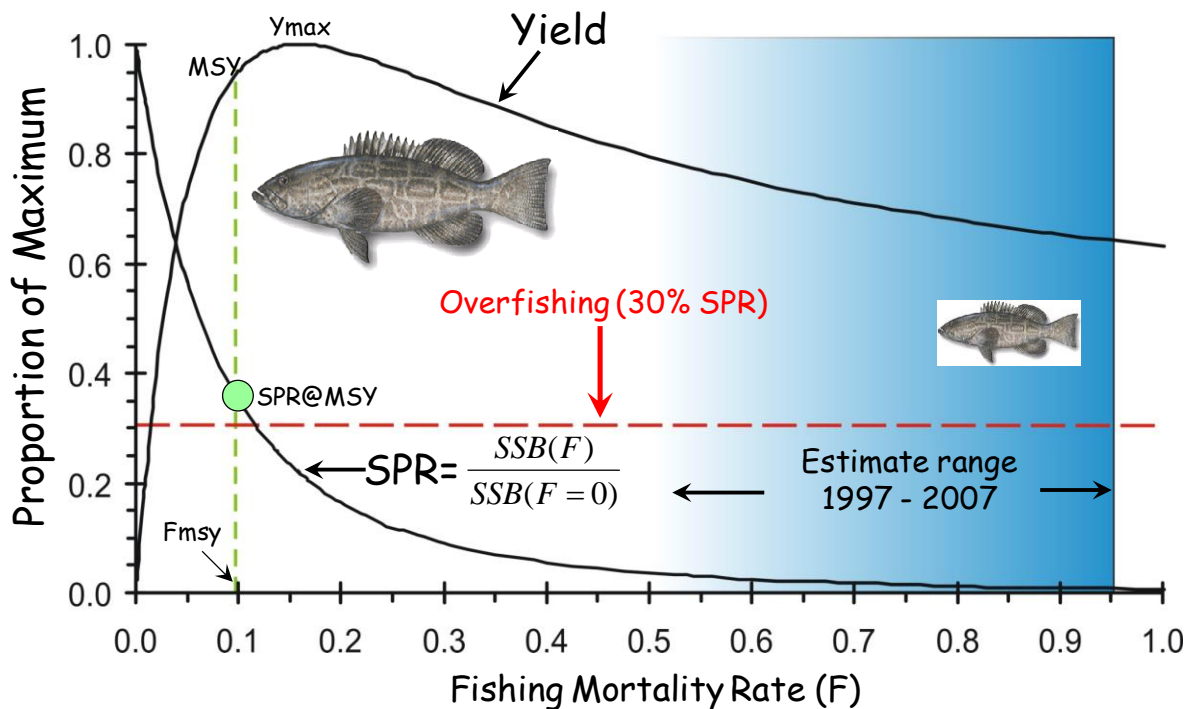 Ymax
Yield
MSY
Proportion of Maximum
1.0
0.8
0.6
0.4
0.2
0.0
Overfishing (30% SPR)
SPR@MSY
SPR= SSB(F) / SSB(F = 0)
Estimate range
1997 - 2007
Fmsy
0.0 0.1 0.2 0.3 0.4 0.5 0.6 0.7 0.8 0.9 1.0
Fishing Mortality Rate (F)